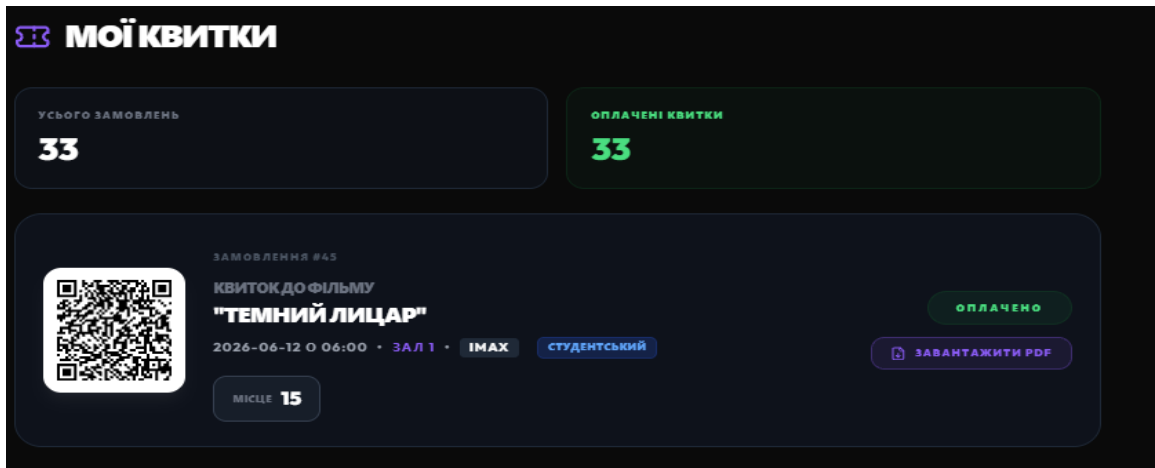 МОЇ КВИТКИ
УСЬОГО ЗАМОВЛЕНЬ
33
ОПЛАЧЕНІ КВИТКИ
33
ЗАМОВЛЕННЯ #45
КВИТОК ДО ФІЛЬМУ
"ТЕМНИЙ ЛИЦАР"
2026-06-12 О 06:00 • ЗАЛ 1 • IMAX СТУДЕНТСЬКИЙ
МІСЦЕ 15
ОПЛАЧЕНО
ЗАВАНТАЖИТИ PDF